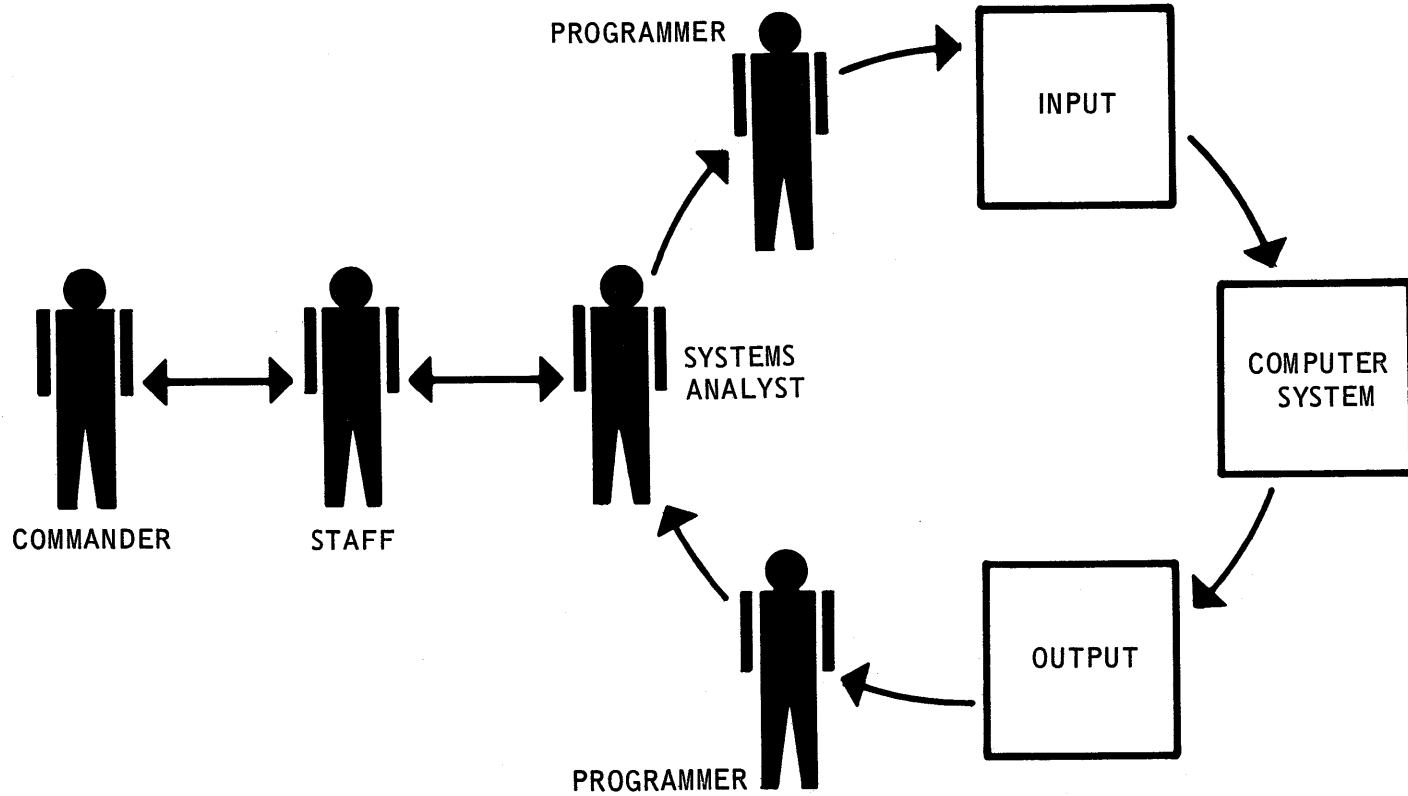 PROGRAMMER
INPUT
SYSTEMS
ANALYST
COMPUTER
SYSTEM
COMMANDER
STAFF
OUTPUT
PROGRAMMER